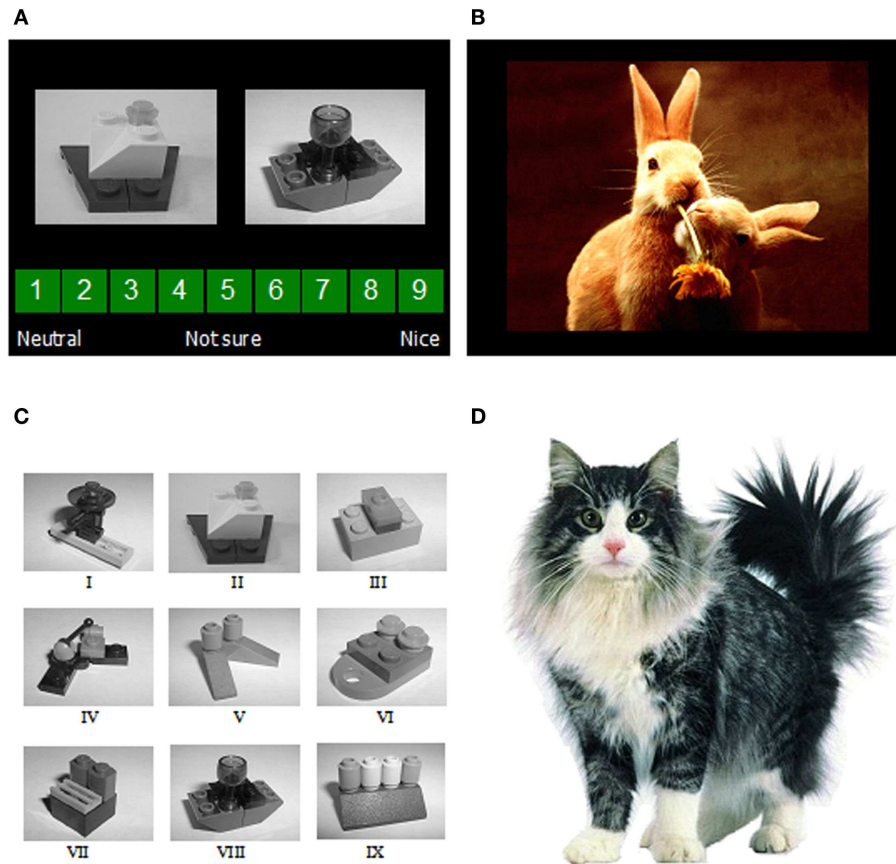 A
B
1 2 3 4 5 6 7 8 9
Neutral Not sure Nice
C
D
I II III
IV V VI
VII VIII IX